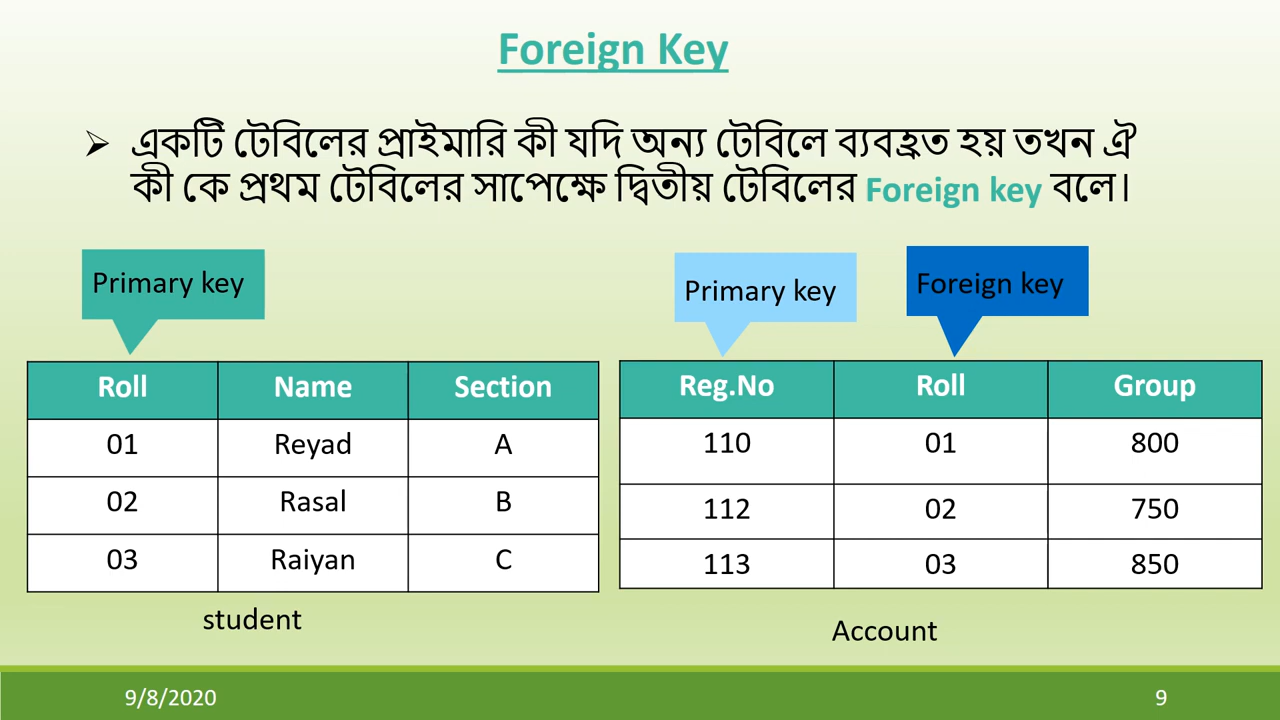 Foreign Key
➢ একটি টেবিলের প্রাইমারি কী যদি অন্য টেবিলে ব্যবহৃত হয় তখন ঐ
কী কে প্রথম টেবিলের সাপেক্ষে দ্বিতীয় টেবিলের Foreign key বলে।
Primary key
Primary key
Foreign key
Roll Name Section
01 Reyad A
02 Rasal B
03 Raiyan C
student
Reg.No Roll Group
110 01 800
112 02 750
113 03 850
Account
9/8/2020
9